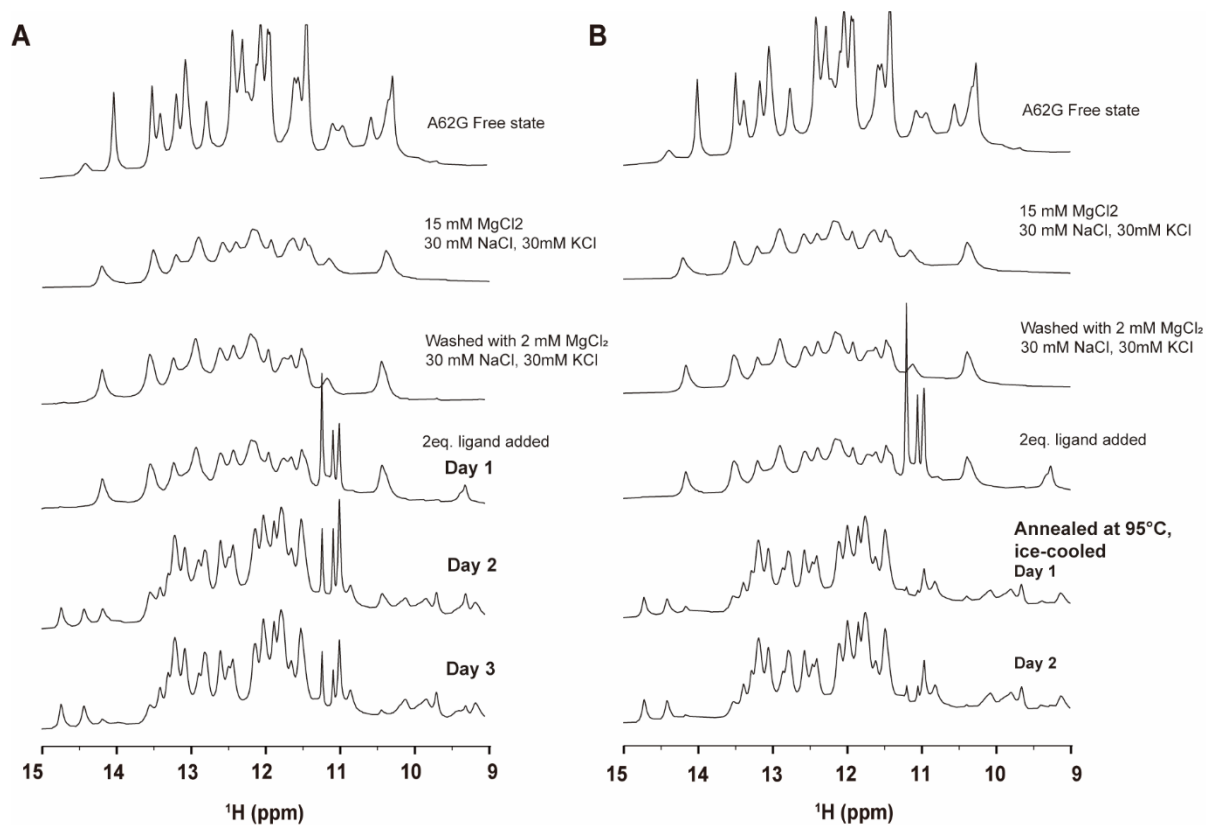 A
A62G Free state
15 mM MgCl2
30 mM NaCl, 30mM KCl
Washed with 2 mM MgCl₂
30 mM NaCl, 30mM KCl
2eq. ligand added
Day 1
Day 2
Day 3
15 14 13 12 11 10 9
¹H (ppm)
B
A62G Free state
15 mM MgCl2
30 mM NaCl, 30mM KCl
Washed with 2 mM MgCl₂
30 mM NaCl, 30mM KCl
2eq. ligand added
Annealed at 95°C,
ice-cooled
Day 1
Day 2
15 14 13 12 11 10 9
¹H (ppm)